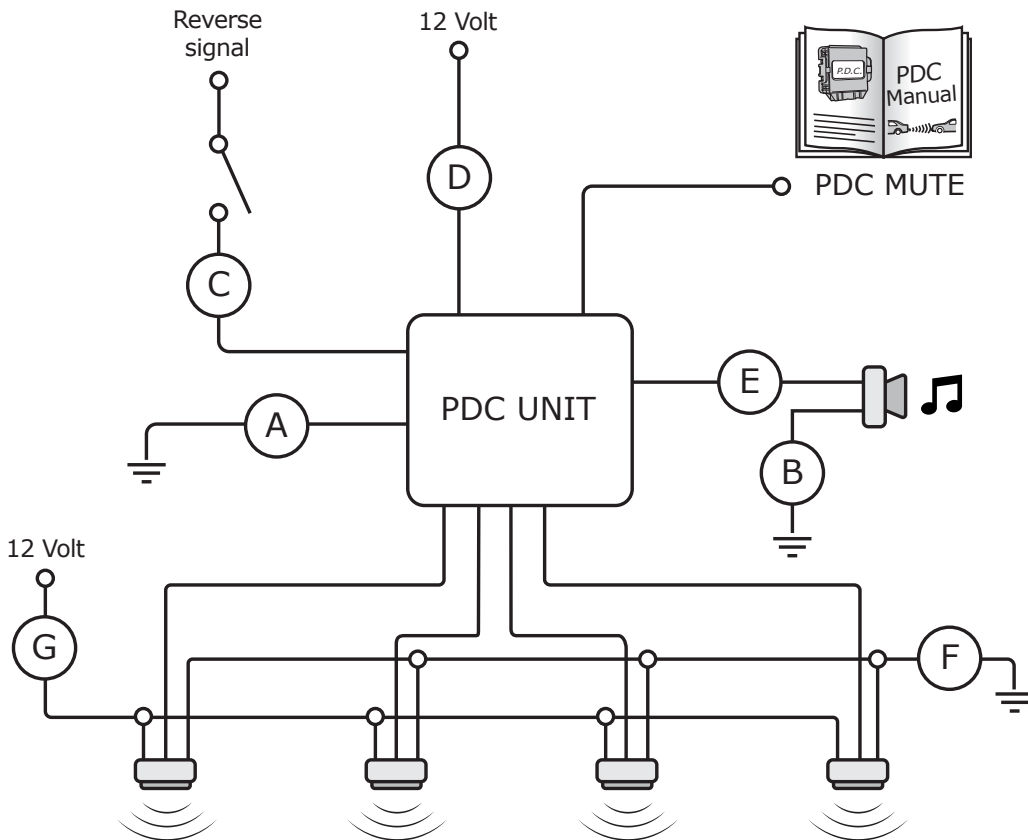 Reverse
signal
12 Volt
P.D.C.
PDC
Manual
PDC MUTE
D
C
E
PDC UNIT
A
B
12 Volt
G
F